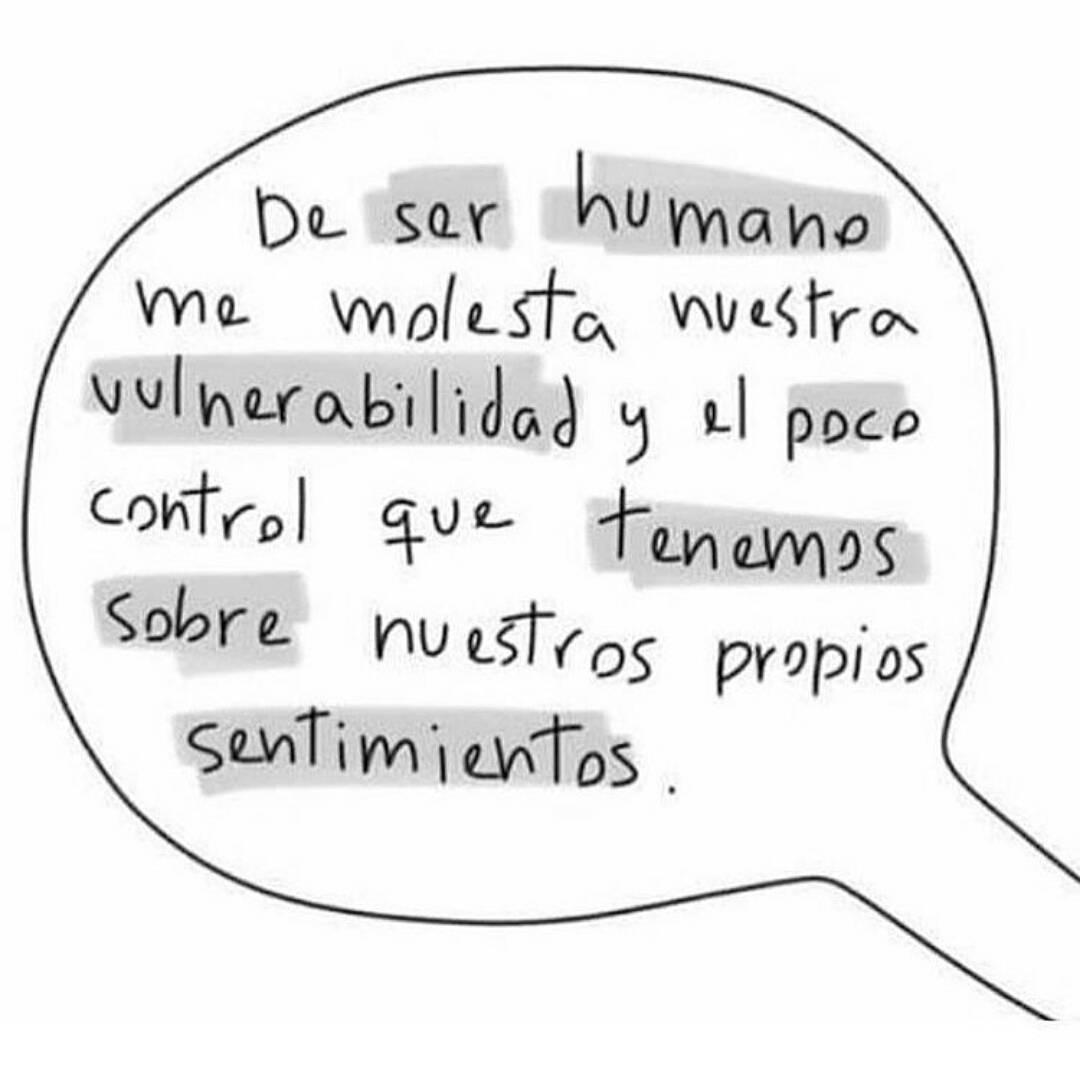 De ser humano
me molesta nuestra
vulnerabilidad y el poco
control que tenemos
sobre nuestros propios
sentimientos.